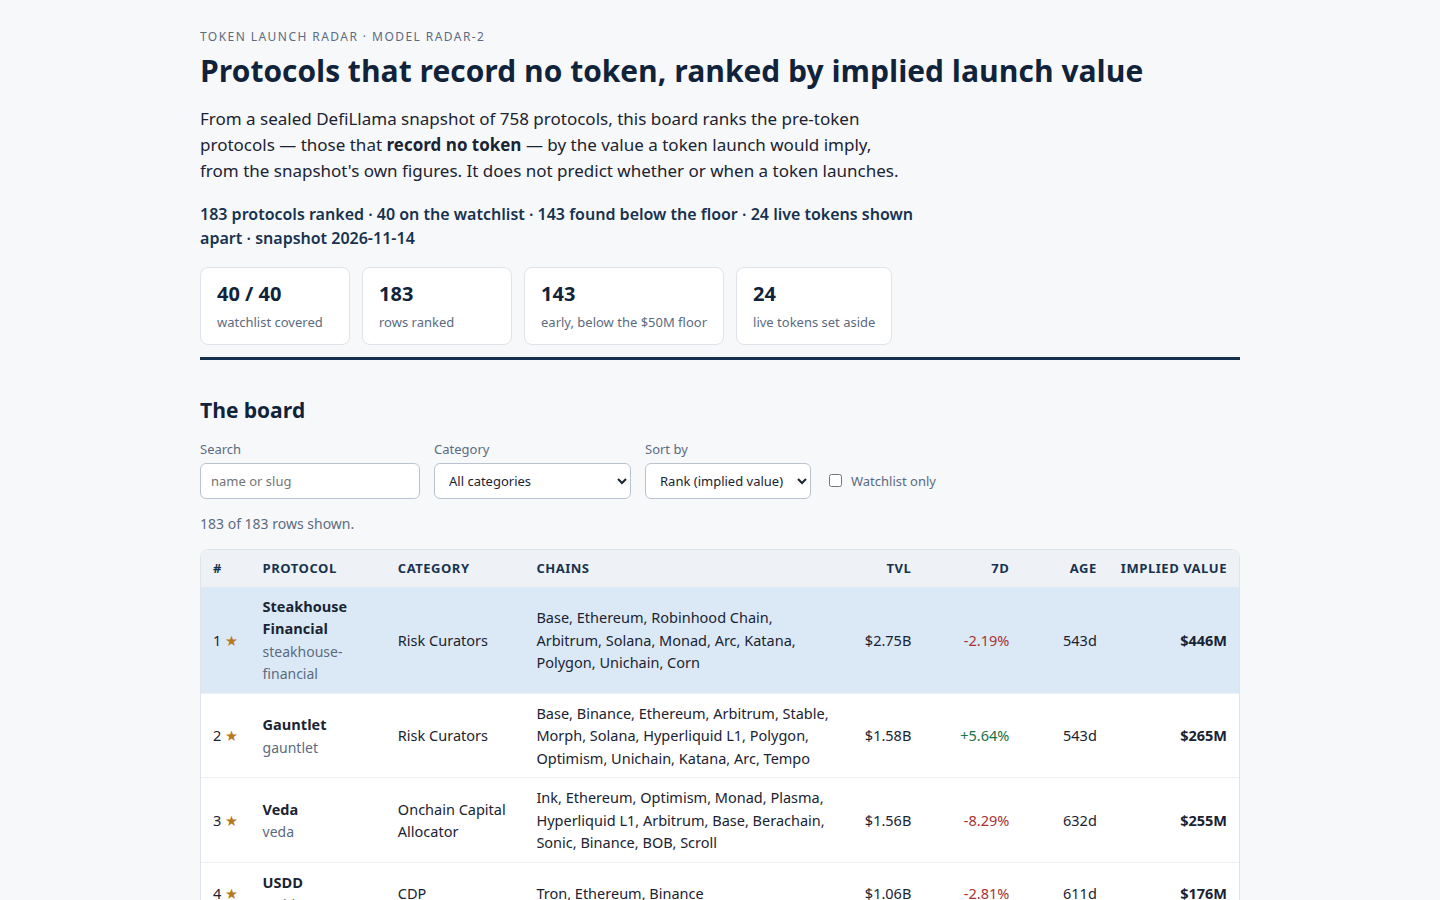 TOKEN LAUNCH RADAR · MODEL RADAR-2
Protocols that record no token, ranked by implied launch value
From a sealed DefiLlama snapshot of 758 protocols, this board ranks the pre-token
protocols — those that record no token — by the value a token launch would imply,
from the snapshot's own figures. It does not predict whether or when a token launches.
183 protocols ranked · 40 on the watchlist · 143 found below the floor · 24 live tokens shown
apart · snapshot 2026-11-14
40 / 40
watchlist covered
183
rows ranked
143
early, below the $50M floor
24
live tokens set aside
The board
Search
Category
Sort by
name or slug
All categories
Rank (implied value)
Watchlist only
183 of 183 rows shown.
# PROTOCOL CATEGORY CHAINS TVL 7D AGE IMPLIED VALUE
1 ★
Steakhouse
Financial
steakhouse-
financial
Risk Curators
Base, Ethereum, Robinhood Chain,
Arbitrum, Solana, Monad, Arc, Katana,
Polygon, Unichain, Corn
$2.75B
-2.19%
543d
$446M
2 ★
Gauntlet
gauntlet
Risk Curators
Base, Binance, Ethereum, Arbitrum, Stable,
Morph, Solana, Hyperliquid L1, Polygon,
Optimism, Unichain, Katana, Arc, Tempo
$1.58B
+5.64%
543d
$265M
3 ★
Veda
veda
Onchain Capital
Allocator
Ink, Ethereum, Optimism, Monad, Plasma,
Hyperliquid L1, Arbitrum, Base, Berachain,
Sonic, Binance, BOB, Scroll
$1.56B
-8.29%
632d
$255M
4 ★
USDD
CDP
Tron, Ethereum, Binance
$1.06B
-2.81%
611d
$176M